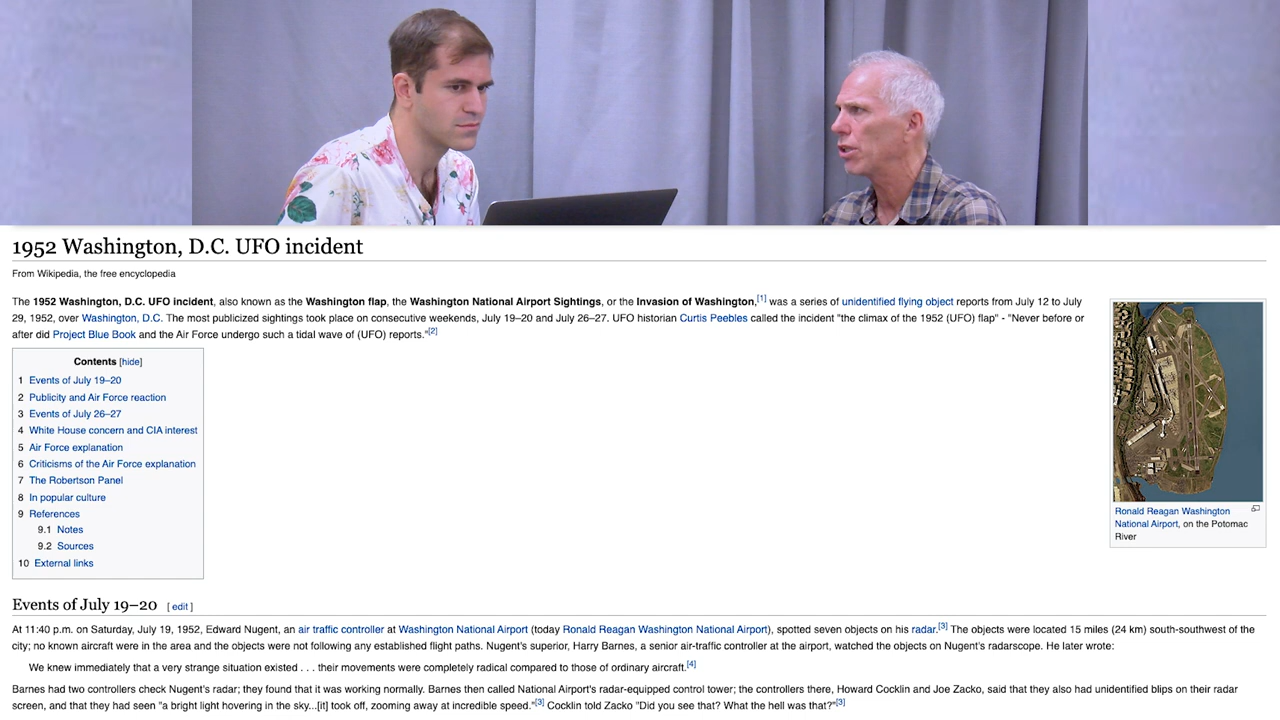 1952 Washington, D.C. UFO incident
From Wikipedia, the free encyclopedia
The 1952 Washington, D.C. UFO incident, also known as the Washington flap, the Washington National Airport Sightings, or the Invasion of Washington,[1] was a series of unidentified flying object reports from July 12 to July
29, 1952, over Washington, D.C. The most publicized sightings took place on consecutive weekends, July 19–20 and July 26–27. UFO historian Curtis Peebles called the incident "the climax of the 1952 (UFO) flap" - "Never before or
after did Project Blue Book and the Air Force undergo such a tidal wave of (UFO) reports."[2]
Contents [hide]
1 Events of July 19–20
2 Publicity and Air Force reaction
3 Events of July 26–27
4 White House concern and CIA interest
5 Air Force explanation
6 Criticisms of the Air Force explanation
7 The Robertson Panel
8 In popular culture
9 References
9.1 Notes
9.2 Sources
10 External links
Ronald Reagan Washington
National Airport, on the Potomac
River
Events of July 19–20 [ edit ]
At 11:40 p.m. on Saturday, July 19, 1952, Edward Nugent, an air traffic controller at Washington National Airport (today Ronald Reagan Washington National Airport), spotted seven objects on his radar.[3] The objects were located 15 miles (24 km) south-southwest of the
city; no known aircraft were in the area and the objects were not following any established flight paths. Nugent's superior, Harry Barnes, a senior air-traffic controller at the airport, watched the objects on Nugent's radarscope. He later wrote:
We knew immediately that a very strange situation existed . . . their movements were completely radical compared to those of ordinary aircraft.[4]
Barnes had two controllers check Nugent's radar; they found that it was working normally. Barnes then called National Airport's radar-equipped control tower; the controllers there, Howard Cocklin and Joe Zacko, said that they also had unidentified blips on their radar
screen, and that they had seen "a bright light hovering in the sky...[it] took off, zooming away at incredible speed."[3] Cocklin told Zacko "Did you see that? What the hell was that?"[3]